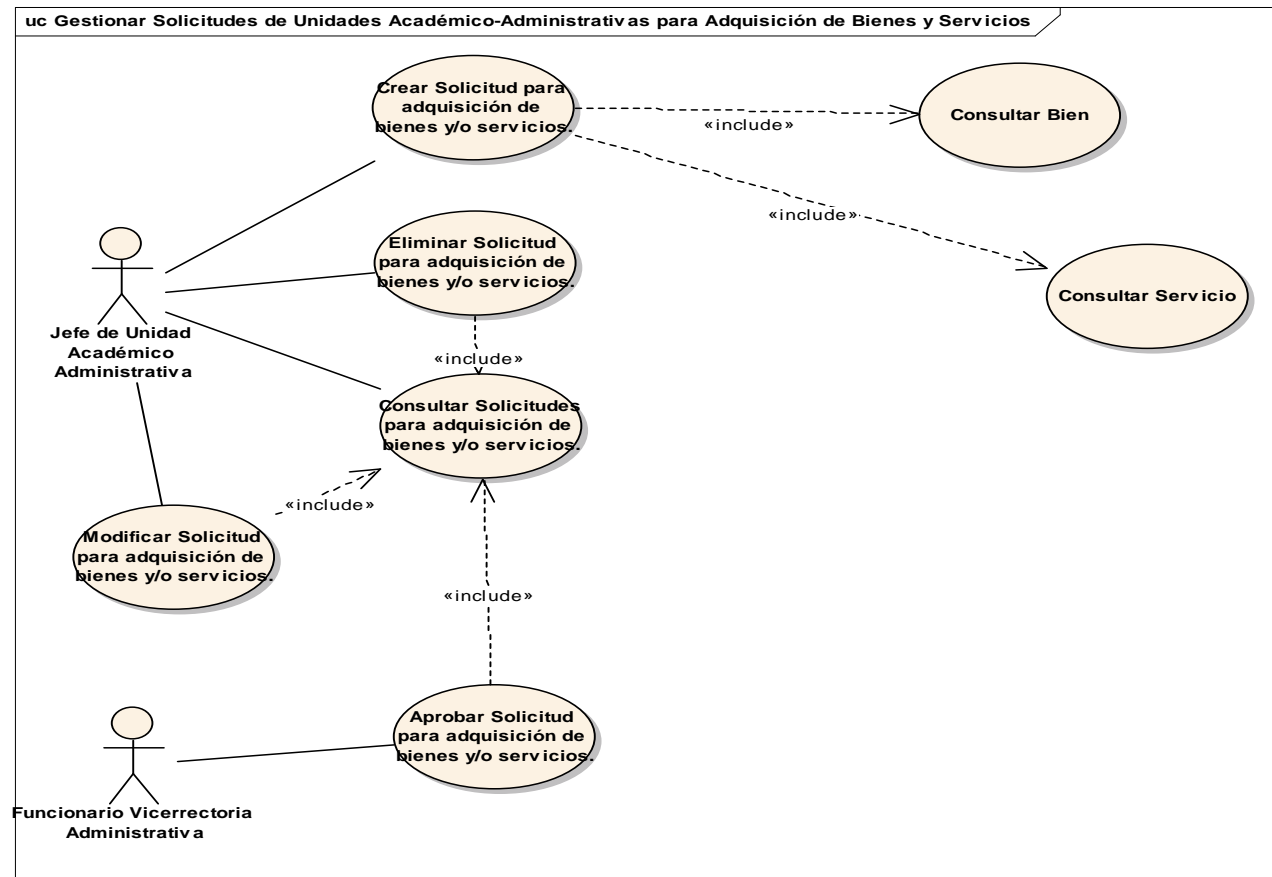 uc Gestionar Solicitudes de Unidades Académico-Administrativas para Adquisición de Bienes y Servicios
Crear Solicitud para
adquisición de
bienes y/o servicios.
«include»
Consultar Bien
«include»
Consultar Servicio
Eliminar Solicitud
para adquisición de
bienes y/o servicios.
Jefe de Unidad
Académico
Administrativa
«include»
Consultar Solicitudes
para adquisición de
bienes y/o servicios.
«include»
Modificar Solicitud
para adquisición de
bienes y/o servicios.
«include»
Aprobar Solicitud
para adquisición de
bienes y/o servicios.
Funcionario Vicerrectoria
Administrativa